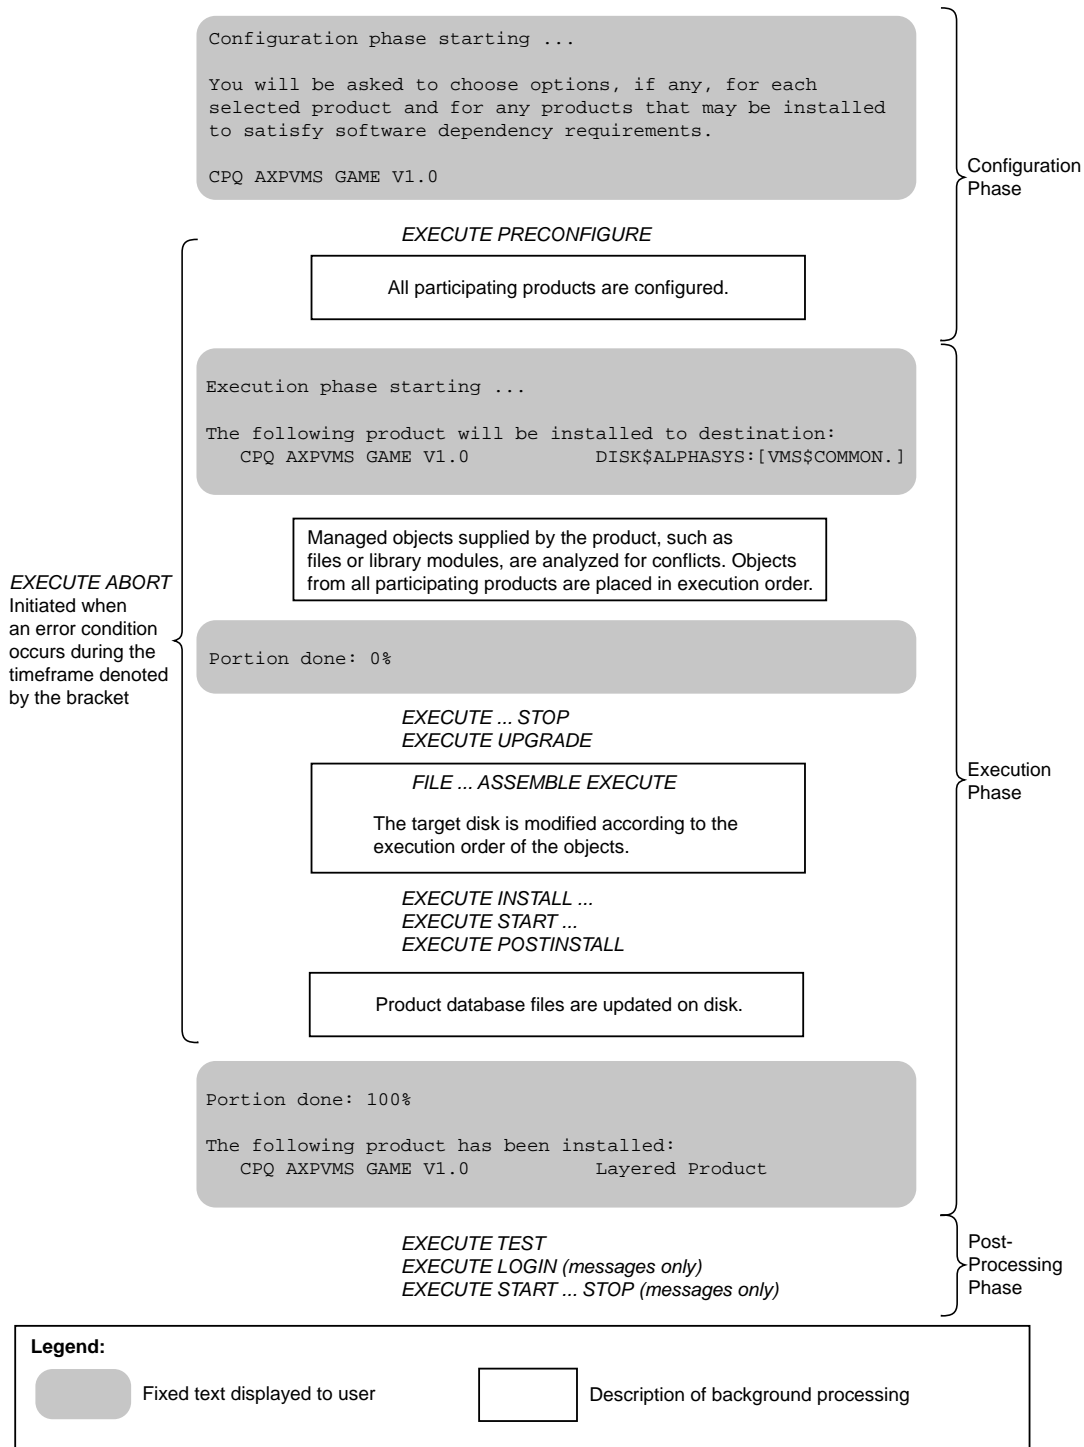 Configuration phase starting ...
You will be asked to choose options, if any, for each
selected product and for any products that may be installed
to satisfy software dependency requirements.
CPQ AXPVMS GAME V1.0
Configuration
Phase
EXECUTE PRECONFIGURE
All participating products are configured.
Execution phase starting ...
The following product will be installed to destination:
CPQ AXPVMS GAME V1.0 DISK$ALPHASYS:[VMS$COMMON.]
Managed objects supplied by the product, such as
files or library modules, are analyzed for conflicts. Objects
from all participating products are placed in execution order.
EXECUTE ABORT
Initiated when
an error condition
occurs during the
timeframe denoted
by the bracket
Portion done: 0%
EXECUTE ... STOP
EXECUTE UPGRADE
FILE ... ASSEMBLE EXECUTE
The target disk is modified according to the
execution order of the objects.
Execution
Phase
EXECUTE INSTALL ...
EXECUTE START ...
EXECUTE POSTINSTALL
Product database files are updated on disk.
Portion done: 100%
The following product has been installed:
CPQ AXPVMS GAME V1.0 Layered Product
EXECUTE TEST
EXECUTE LOGIN (messages only)
EXECUTE START ... STOP (messages only)
Post-
Processing
Phase
Legend:
Fixed text displayed to user
Description of background processing